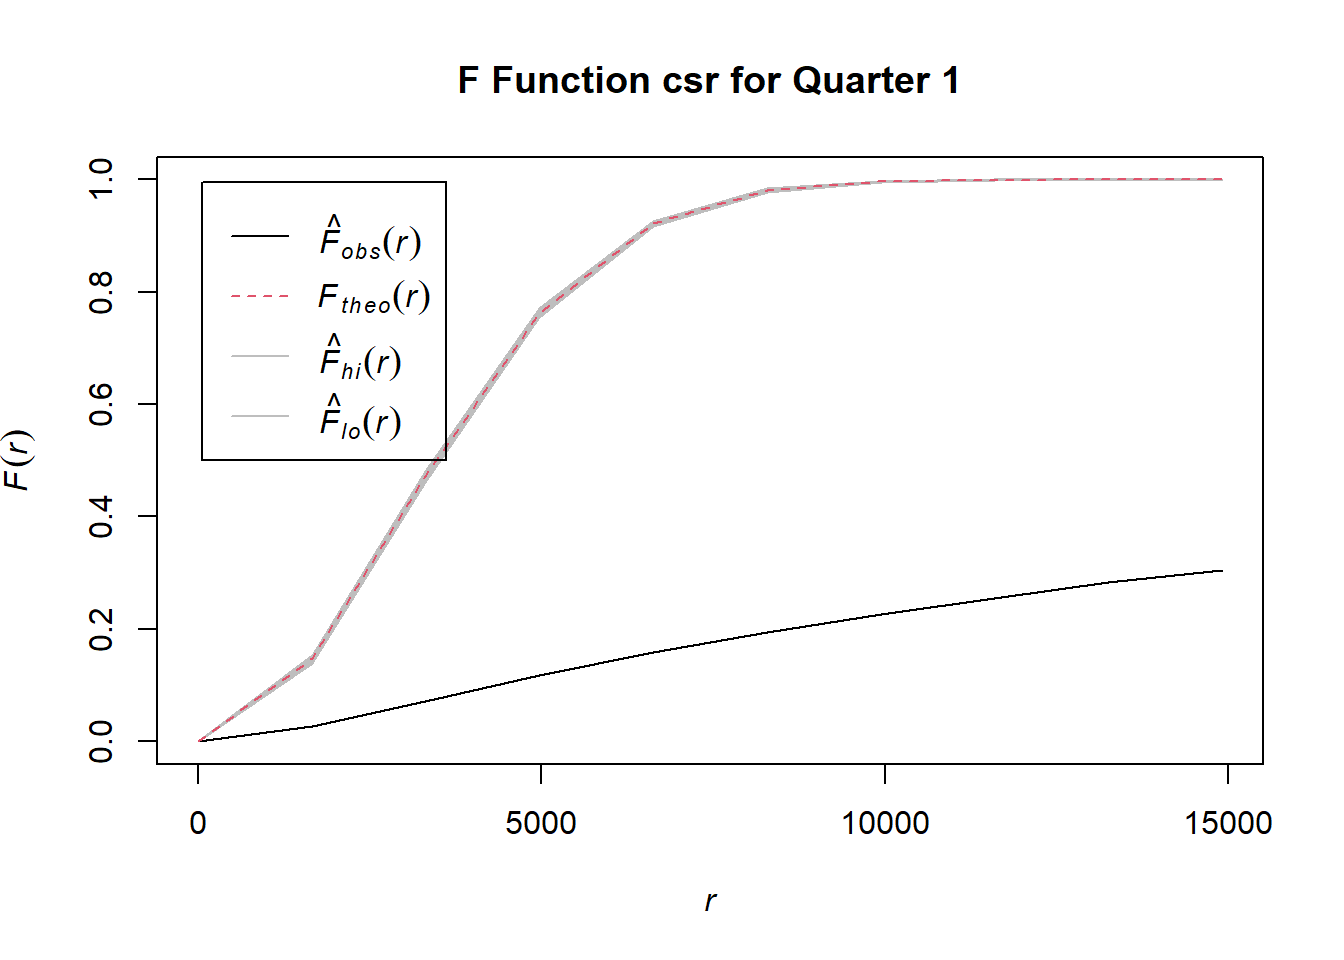 F Function csr for Quarter 1
F̂obs(r)
Ftheo(r)
F̂hi(r)
F̂lo(r)
F(r)
1.0
0.8
0.6
0.4
0.2
0.0
0 5000 10000 15000
r